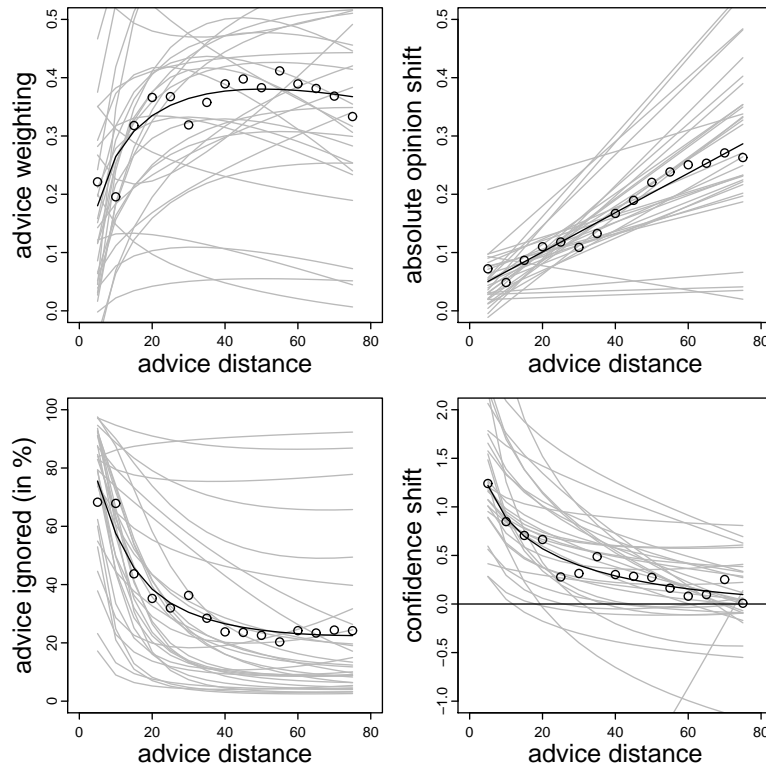 advice weighting
0.0 0.1 0.2 0.3 0.4 0.5
0 20 40 60 80
advice distance
absolute opinion shift
0.0 0.1 0.2 0.3 0.4 0.5
0 20 40 60 80
advice distance
advice ignored (in %)
0 20 40 60 80 100
0 20 40 60 80
advice distance
confidence shift
−1.0 −0.5 0.0 0.5 1.0 1.5 2.0
0 20 40 60 80
advice distance